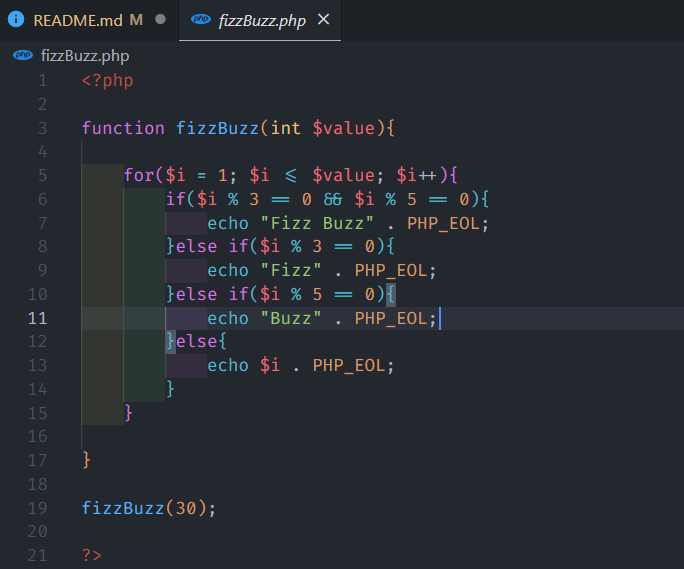 README.md M
php fizzBuzz.php
php fizzBuzz.php
1 <?php
2
3 function fizzBuzz(int $value){
4
5 for($i = 1; $i <= $value; $i++){
6 if($i % 3 == 0 && $i % 5 == 0){
7 echo "Fizz Buzz" . PHP_EOL;
8 }else if($i % 3 == 0){
9 echo "Fizz" . PHP_EOL;
10 }else if($i % 5 == 0){
11 echo "Buzz" . PHP_EOL;
12 }else{
13 echo $i . PHP_EOL;
14 }
15 }
16
17 }
18
19 fizzBuzz(30);
20
21 ?>